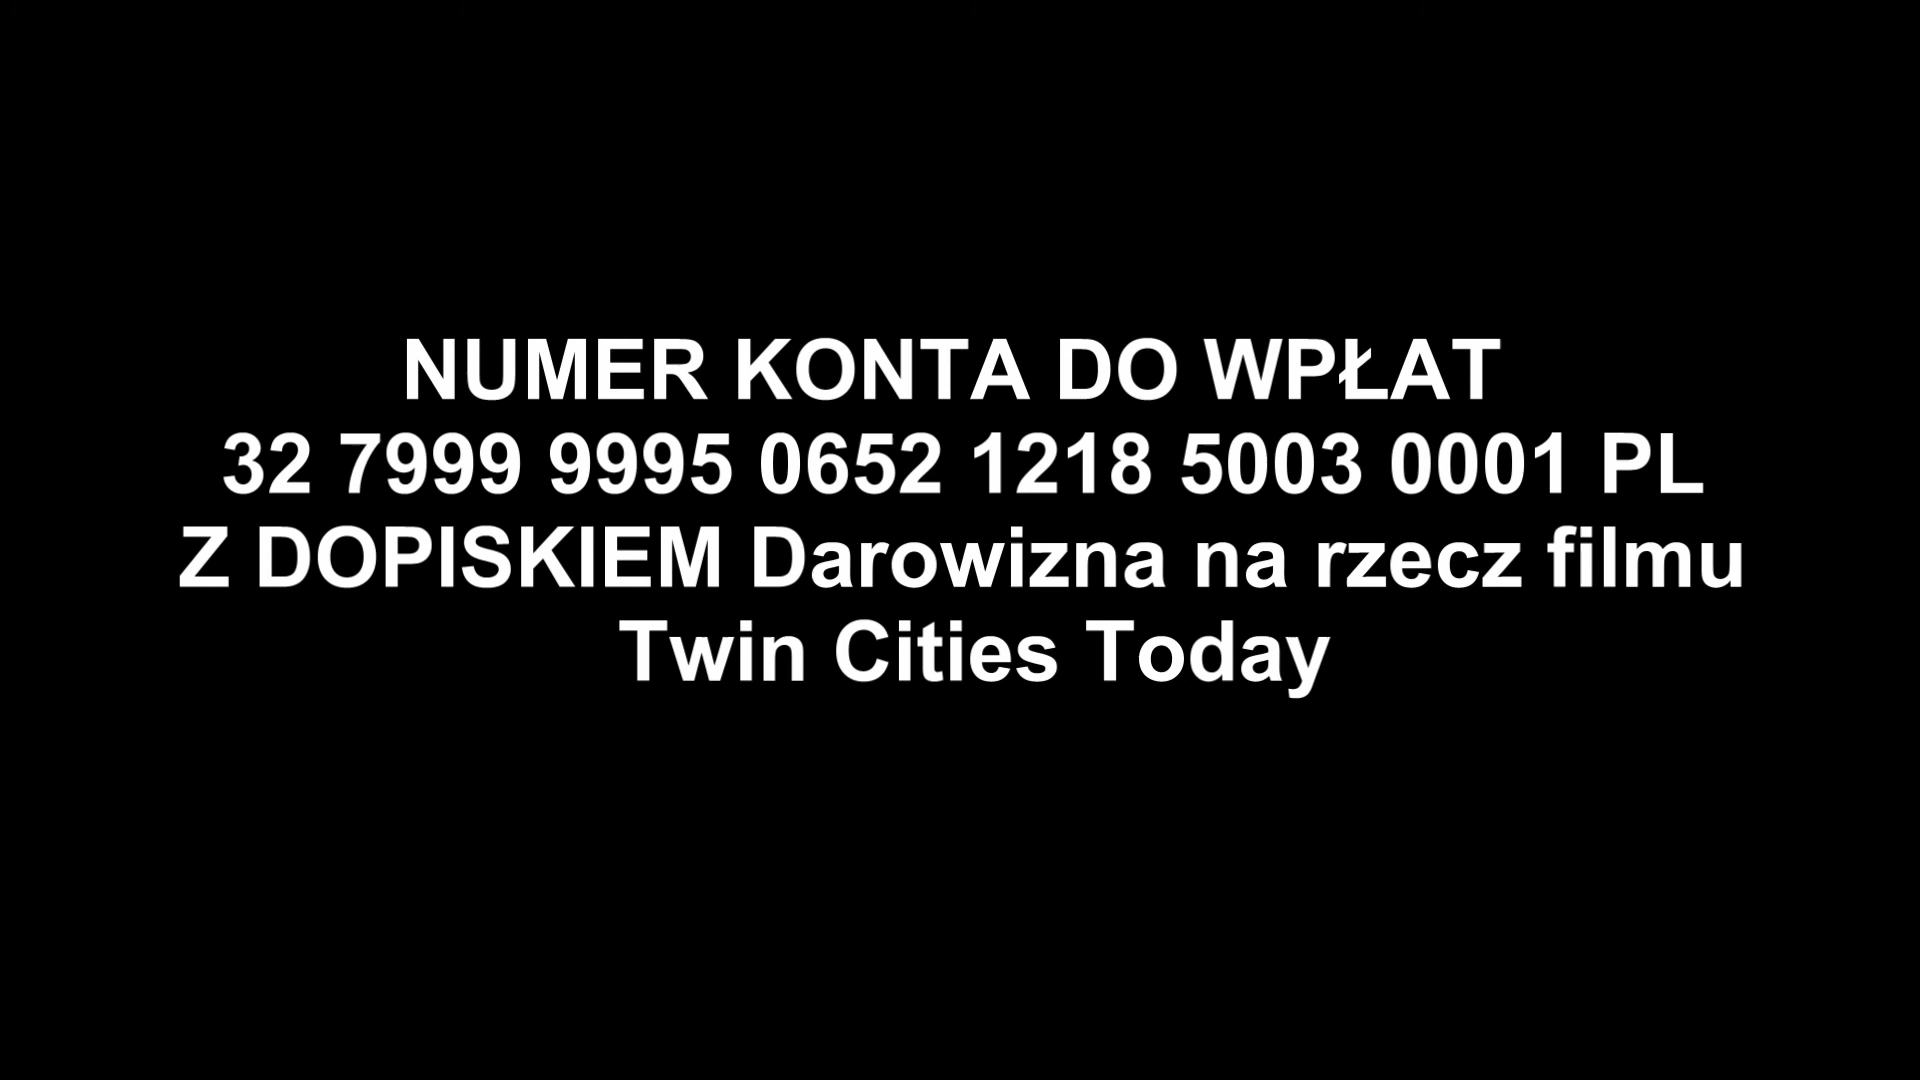 NUMER KONTA DO WPŁAT
32 7999 9995 0652 1218 5003 0001 PL
Z DOPISKIEM Darowizna na rzecz filmu
Twin Cities Today